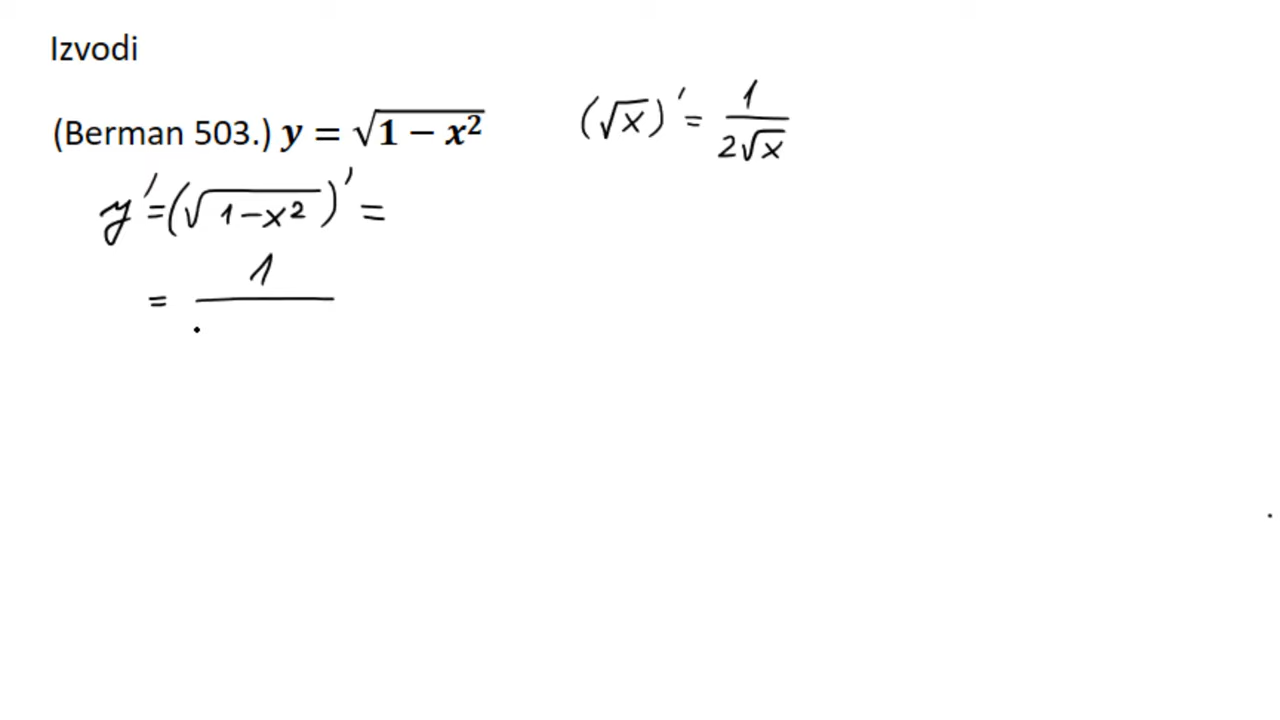 Izvodi
(Berman 503.) y = √(1 − x²)
(√x)' = 1/(2√x)
y' = (√(1−x²))' =
= 1/